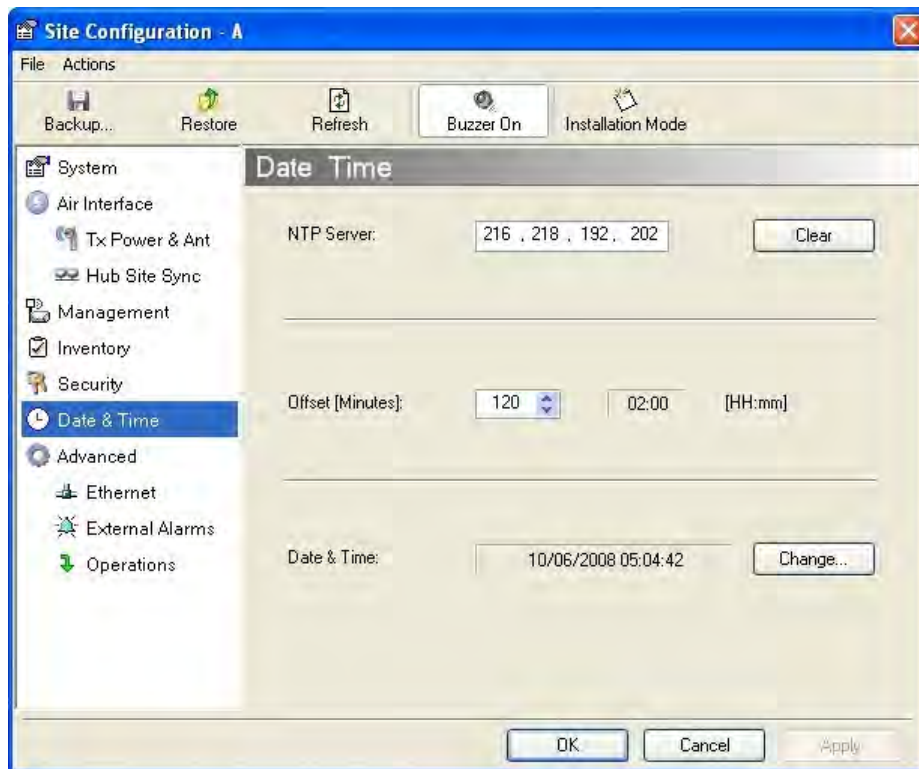 Site Configuration - A
File Actions
Backup... Restore Refresh Buzzer On Installation Mode
System
Air Interface
Tx Power & Ant
Hub Site Sync
Management
Inventory
Security
Date & Time
Advanced
Ethernet
External Alarms
Operations
Date Time
NTP Server: 216 . 218 . 192 . 202 Clear
Offset [Minutes]: 120 02:00 [HH:mm]
Date & Time: 10/06/2008 05:04:42 Change...
OK Cancel Apply